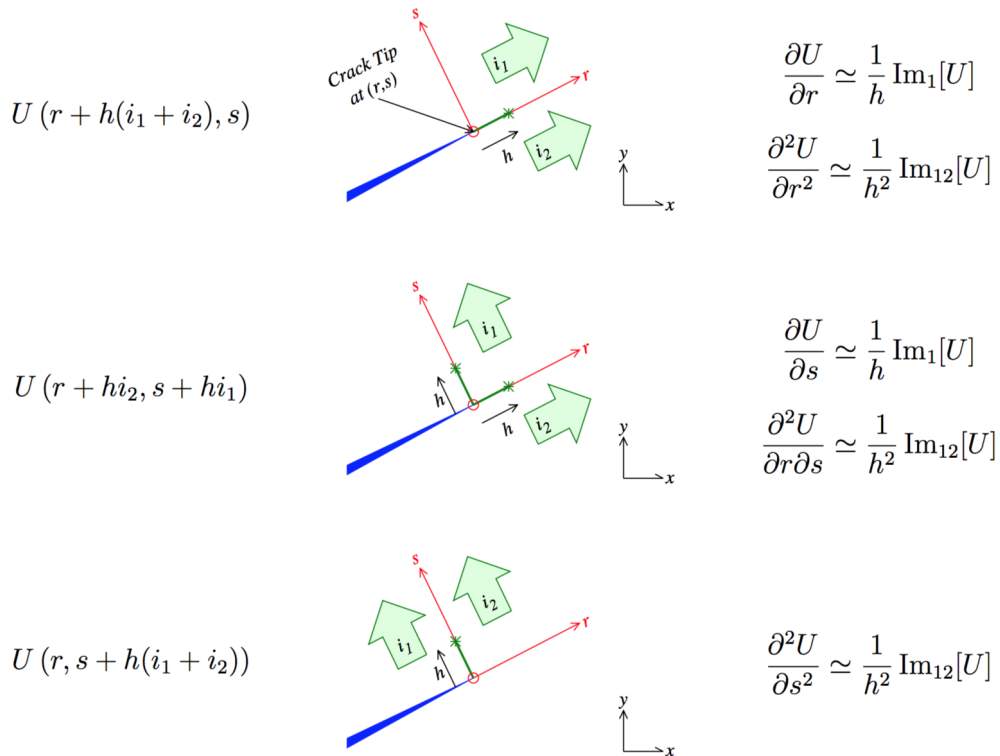 U (r + h(i₁ + i₂), s)
s
Crack Tip
at (r,s)
i₁
r
h
i₂
y
x
∂U/∂r ≃ 1/h Im₁[U]
∂²U/∂r² ≃ 1/h² Im₁₂[U]
U (r + hi₂, s + hi₁)
s
i₁
r
h
h
i₂
y
x
∂U/∂s ≃ 1/h Im₁[U]
∂²U/∂r∂s ≃ 1/h² Im₁₂[U]
U (r, s + h(i₁ + i₂))
s
i₂
i₁
r
h
y
x
∂²U/∂s² ≃ 1/h² Im₁₂[U]